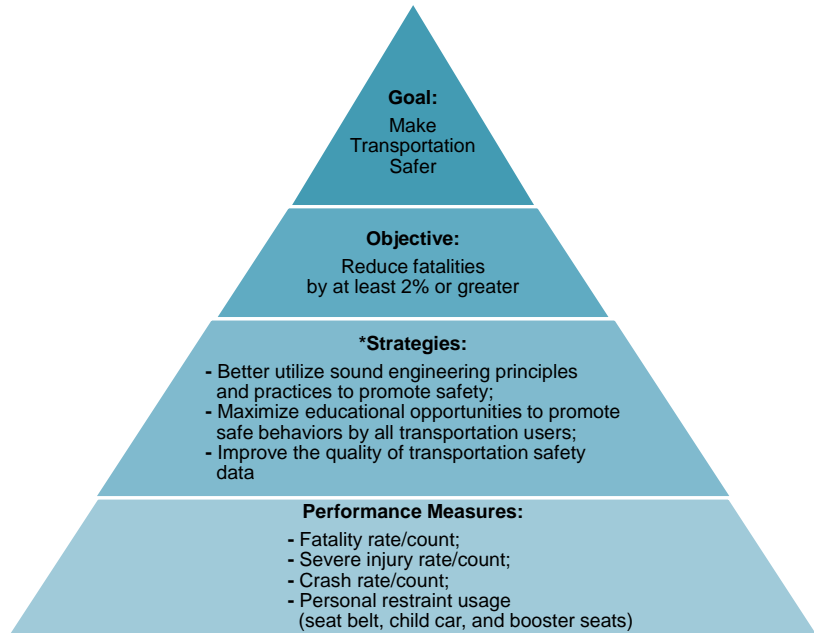 Goal:
Make
Transportation
Safer
Objective:
Reduce fatalities
by at least 2% or greater
*Strategies:
- Better utilize sound engineering principles
and practices to promote safety;
- Maximize educational opportunities to promote
safe behaviors by all transportation users;
- Improve the quality of transportation safety
data
Performance Measures:
- Fatality rate/count;
- Severe injury rate/count;
- Crash rate/count;
- Personal restraint usage
(seat belt, child car, and booster seats)